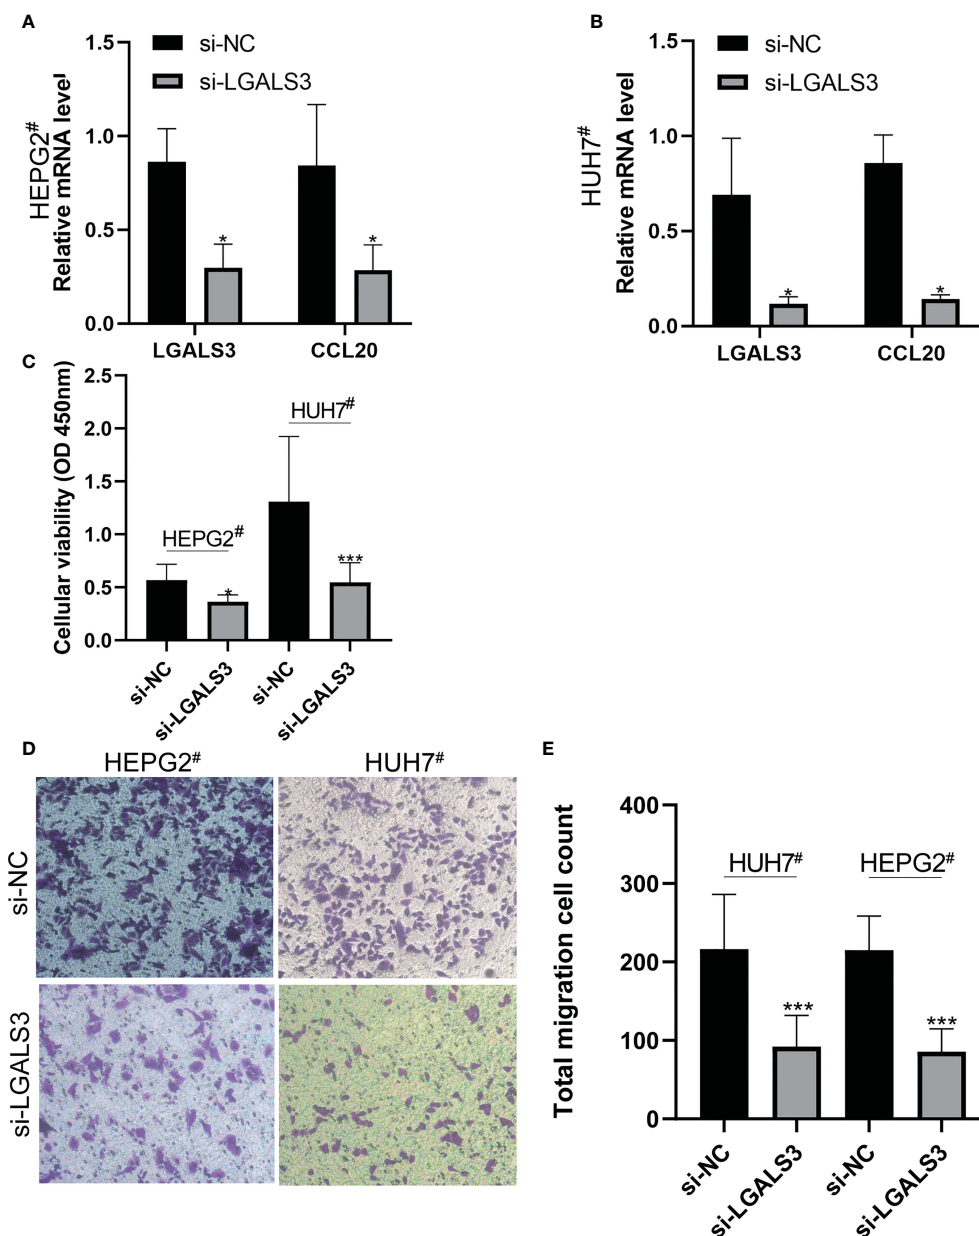 A
HEPG2#
Relative mRNA level
1.5
1.0
0.5
0.0
si-NC
si-LGALS3
*
*
LGALS3
CCL20
B
HUH7#
Relative mRNA level
1.5
1.0
0.5
0.0
si-NC
si-LGALS3
*
*
LGALS3
CCL20
C
Cellular viability (OD 450nm)
2.5
2.0
1.5
1.0
0.5
0.0
HEPG2#
HUH7#
*
***
si-NC
si-LGALS3
si-NC
si-LGALS3
D
HEPG2#
HUH7#
si-NC
si-LGALS3
E
Total migration cell count
400
300
200
100
0
HUH7#
HEPG2#
***
***
si-NC
si-LGALS3
si-NC
si-LGALS3